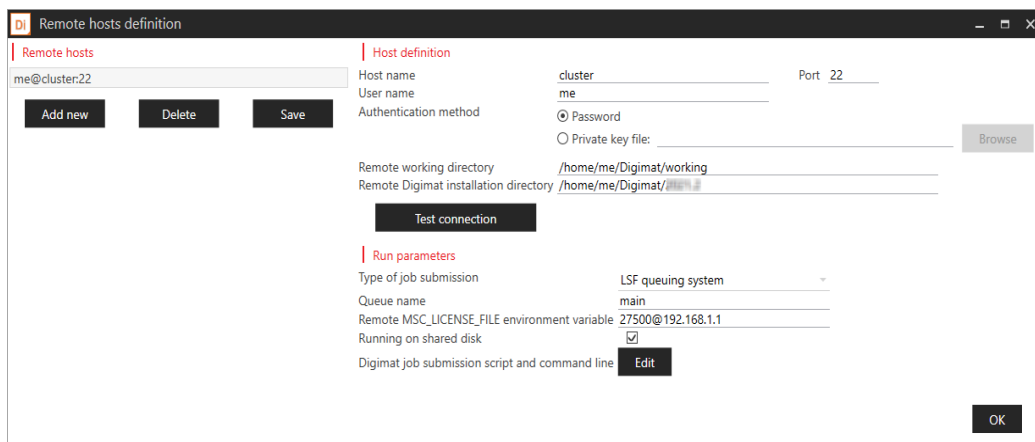 Di Remote hosts definition
Remote hosts
me@cluster:22
Add new Delete Save
Host definition
Host name cluster Port 22
User name me
Authentication method Password
Private key file: Browse
Remote working directory /home/me/Digimat/working
Remote Digimat installation directory /home/me/Digimat/
Test connection
Run parameters
Type of job submission LSF queuing system
Queue name main
Remote MSC_LICENSE_FILE environment variable 27500@192.168.1.1
Running on shared disk
Digimat job submission script and command line Edit
OK